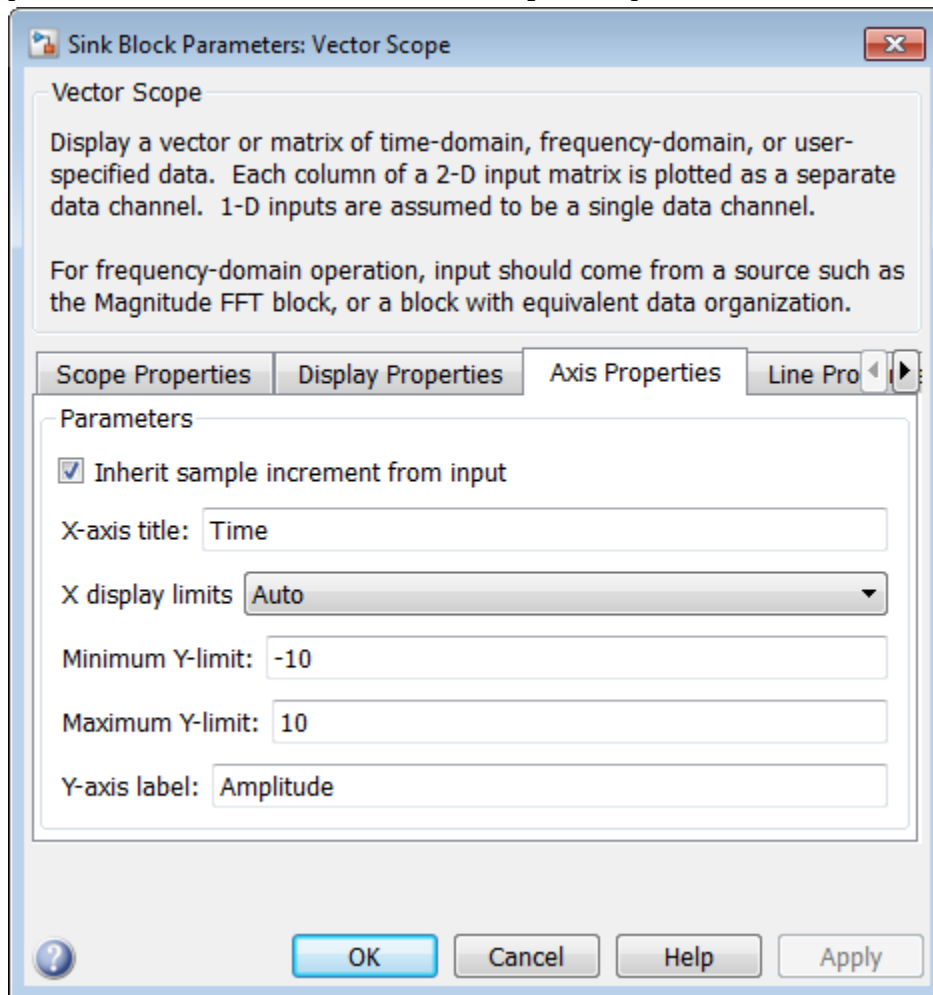 Sink Block Parameters: Vector Scope
Vector Scope
Display a vector or matrix of time-domain, frequency-domain, or user-
specified data. Each column of a 2-D input matrix is plotted as a separate
data channel. 1-D inputs are assumed to be a single data channel.
For frequency-domain operation, input should come from a source such as
the Magnitude FFT block, or a block with equivalent data organization.
Scope Properties Display Properties Axis Properties Line Pro
Parameters
Inherit sample increment from input
X-axis title: Time
X display limits Auto
Minimum Y-limit: -10
Maximum Y-limit: 10
Y-axis label: Amplitude
OK Cancel Help Apply